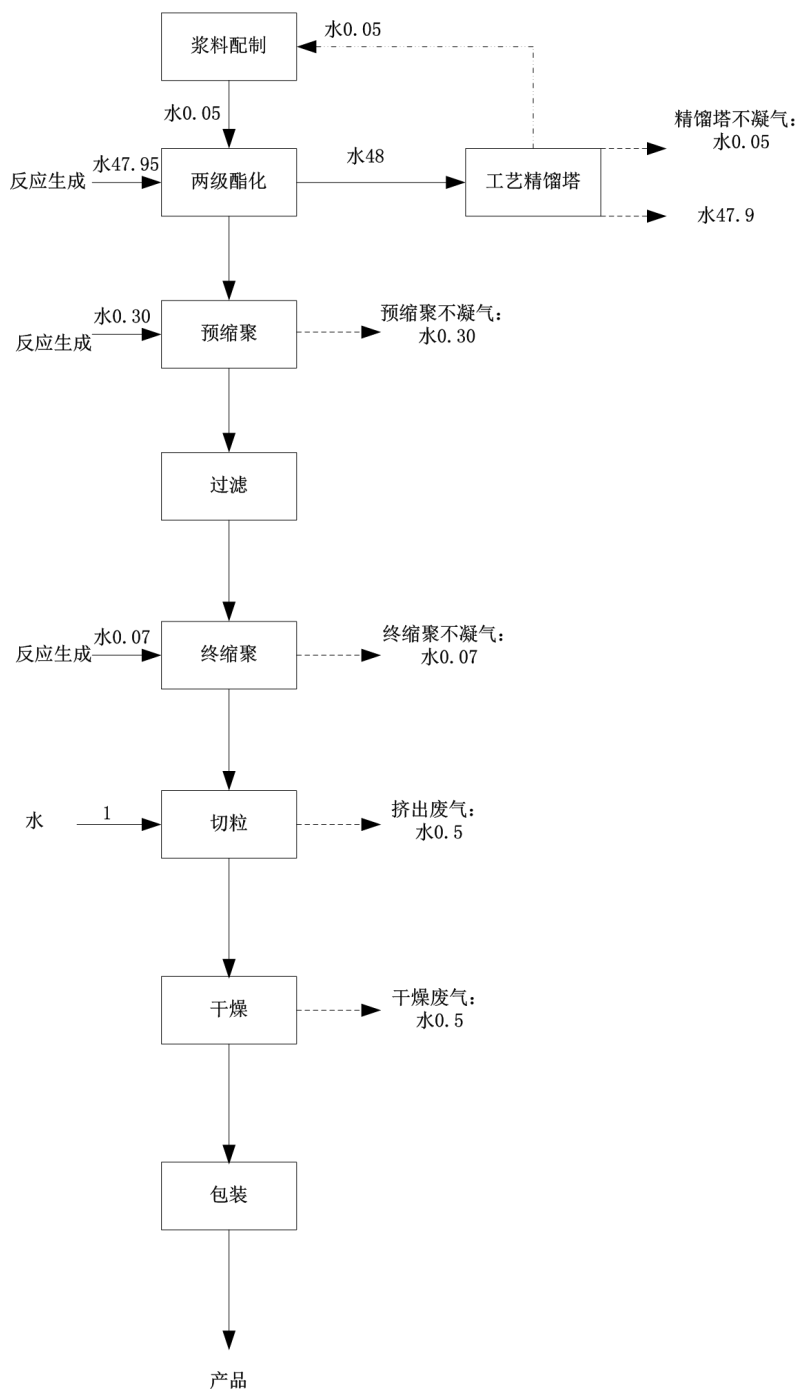 浆料配制
水0.05
水0.05
精馏塔不凝气:
水0.05
反应生成
水47.95
两级酯化
水48
工艺精馏塔
水47.9
反应生成
水0.30
预缩聚
预缩聚不凝气:
水0.30
过滤
反应生成
水0.07
终缩聚
终缩聚不凝气:
水0.07
水
1
切粒
挤出废气:
水0.5
干燥
干燥废气:
水0.5
包装
产品